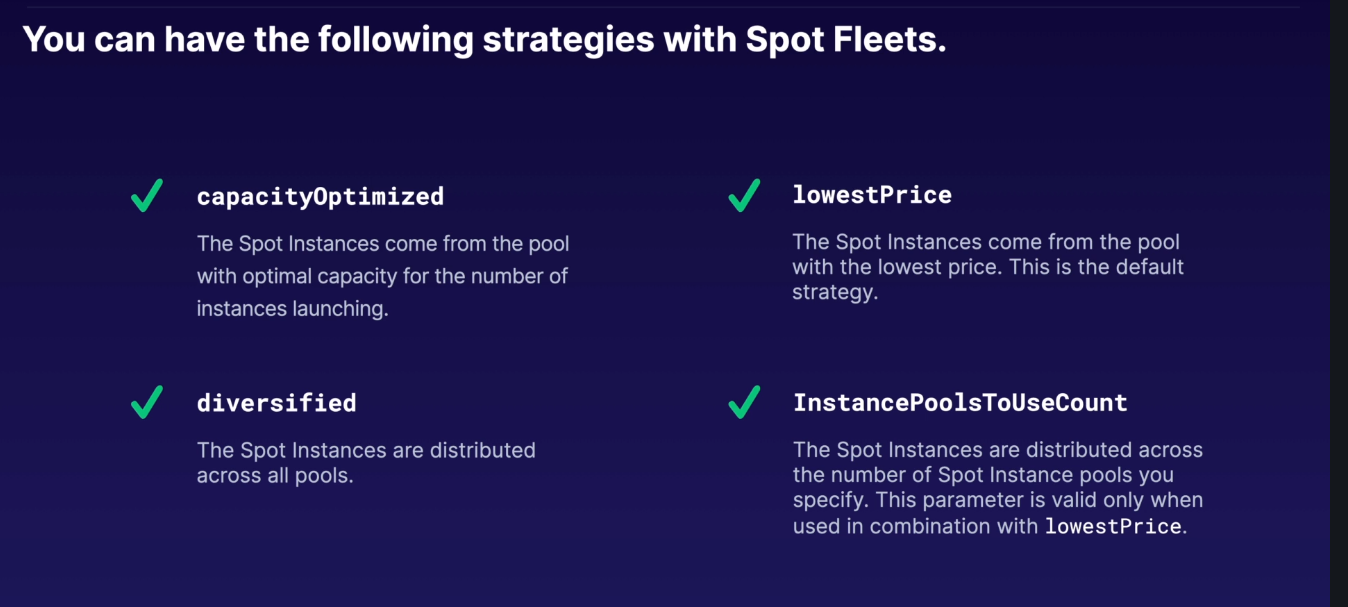 You can have the following strategies with Spot Fleets.
capacityOptimized
The Spot Instances come from the pool
with optimal capacity for the number of
instances launching.
lowestPrice
The Spot Instances come from the pool
with the lowest price. This is the default
strategy.
diversified
The Spot Instances are distributed
across all pools.
InstancePoolsToUseCount
The Spot Instances are distributed across
the number of Spot Instance pools you
specify. This parameter is valid only when
used in combination with lowestPrice.